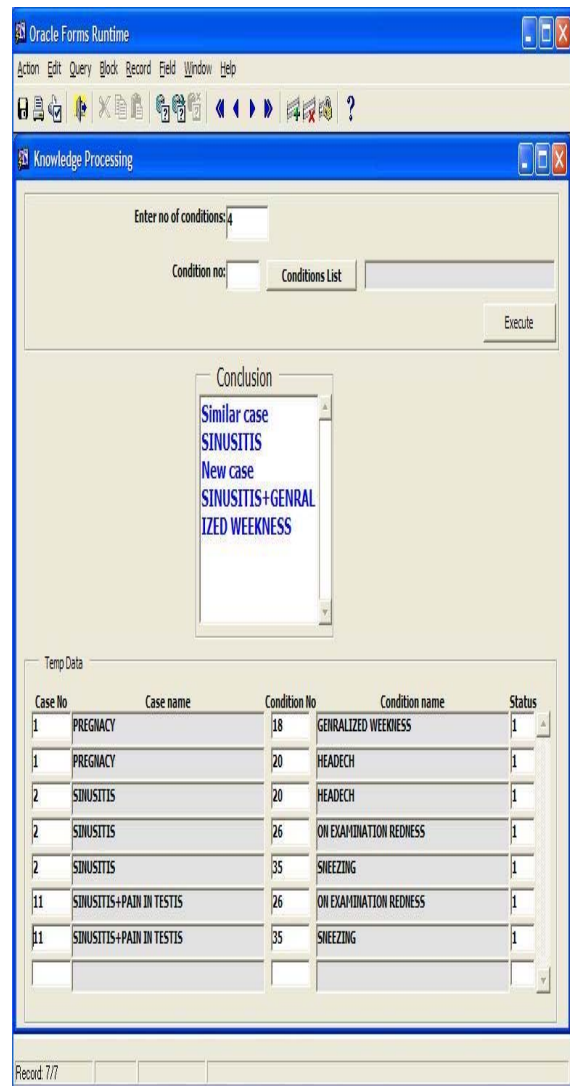 Oracle Forms Runtime
Action Edit Query Block Record Field Window Help
?
Knowledge Processing
Enter no of conditions: 4
Condition no: Conditions List
Execute
Conclusion
Similar case
SINUSITIS
New case
SINUSITIS+GENRAL
IZED WEEKNESS
Temp Data
Case No Case name Condition No Condition name Status
1 PREGNACY 18 GENRALIZED WEEKNESS 1
1 PREGNACY 20 HEADECH 1
2 SINUSITIS 20 HEADECH 1
2 SINUSITIS 26 ON EXAMINATION REDNESS 1
2 SINUSITIS 35 SNEEZING 1
11 SINUSITIS+PAIN IN TESTIS 26 ON EXAMINATION REDNESS 1
11 SINUSITIS+PAIN IN TESTIS 35 SNEEZING 1
Record: 7/7